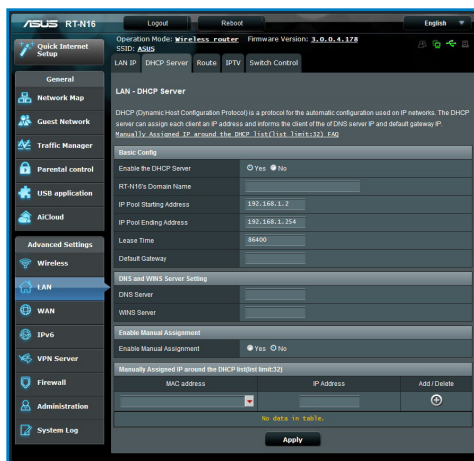 ASUS RT-N16
Logout
Reboot
English
Quick Internet
Setup
Operation Mode: Wireless router Firmware Version: 3.0.0.4.178
SSID: ASUS
LAN IP
DHCP Server
Route
IPTV
Switch Control
General
Network Map
Guest Network
Traffic Manager
Parental control
USB application
AiCloud
Advanced Settings
Wireless
LAN
WAN
IPv6
VPN Server
Firewall
Administration
System Log
LAN - DHCP Server
DHCP (Dynamic Host Configuration Protocol) is a protocol for the automatic configuration used on IP networks. The DHCP
server can assign each client an IP address and informs the client of the of DNS server IP and default gateway IP.
Manually Assigned IP around the DHCP list(list limit:32) FAQ
Basic Config
Enable the DHCP Server
Yes No
RT-N16's Domain Name
IP Pool Starting Address
192.168.1.2
IP Pool Ending Address
192.168.1.254
Lease Time
86400
Default Gateway
DNS and WINS Server Setting
DNS Server
WINS Server
Enable Manual Assignment
Enable Manual Assignment
Yes No
Manually Assigned IP around the DHCP list(list limit:32)
MAC address
IP Address
Add / Delete
No data in table.
Apply